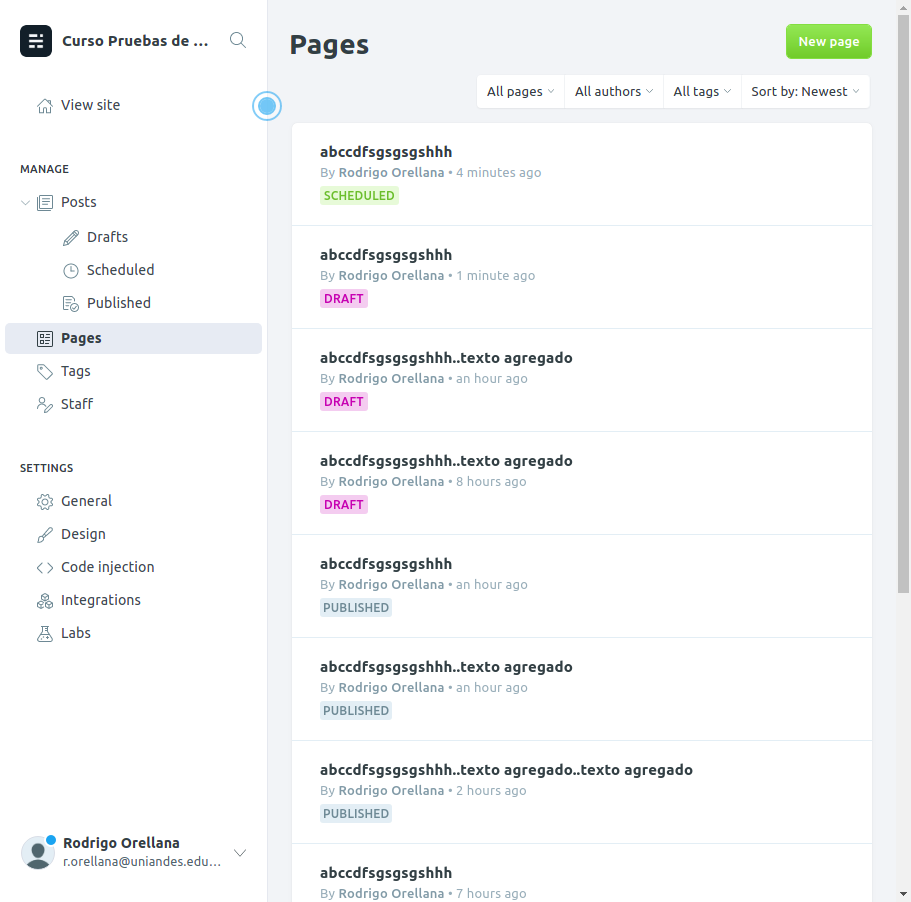 Curso Pruebas de ...
View site
MANAGE
Posts
Drafts
Scheduled
Published
Pages
Tags
Staff
SETTINGS
General
Design
Code injection
Integrations
Labs
Rodrigo Orellana
r.orellana@uniandes.edu...
Pages
New page
All pages
All authors
All tags
Sort by: Newest
abccdfsgsgsgshhh
By Rodrigo Orellana • 4 minutes ago
SCHEDULED
abccdfsgsgsgshhh
By Rodrigo Orellana • 1 minute ago
DRAFT
abccdfsgsgsgshhh..texto agregado
By Rodrigo Orellana • an hour ago
DRAFT
abccdfsgsgsgshhh..texto agregado
By Rodrigo Orellana • 8 hours ago
DRAFT
abccdfsgsgsgshhh
By Rodrigo Orellana • an hour ago
PUBLISHED
abccdfsgsgsgshhh..texto agregado
By Rodrigo Orellana • an hour ago
PUBLISHED
abccdfsgsgsgshhh..texto agregado..texto agregado
By Rodrigo Orellana • 2 hours ago
PUBLISHED
abccdfsgsgsgshhh
By Rodrigo Orellana • 7 hours ago